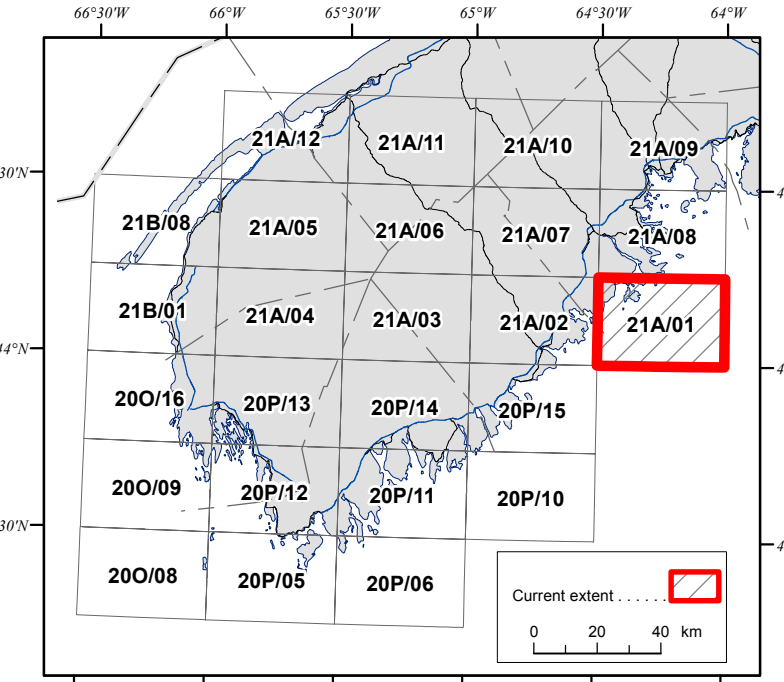 66°30'W 66°W 65°30'W 65°W 64°30'W 64°W
21A/12 21A/11 21A/10 21A/09
30'N
21B/08 21A/05 21A/06 21A/07 21A/08
21B/01 21A/04 21A/03 21A/02 21A/01
4°N
20O/16 20P/13 20P/14 20P/15
20O/09 20P/12 20P/11 20P/10
30'N
20O/08 20P/05 20P/06
Current extent . . . . . .
0 20 40 km